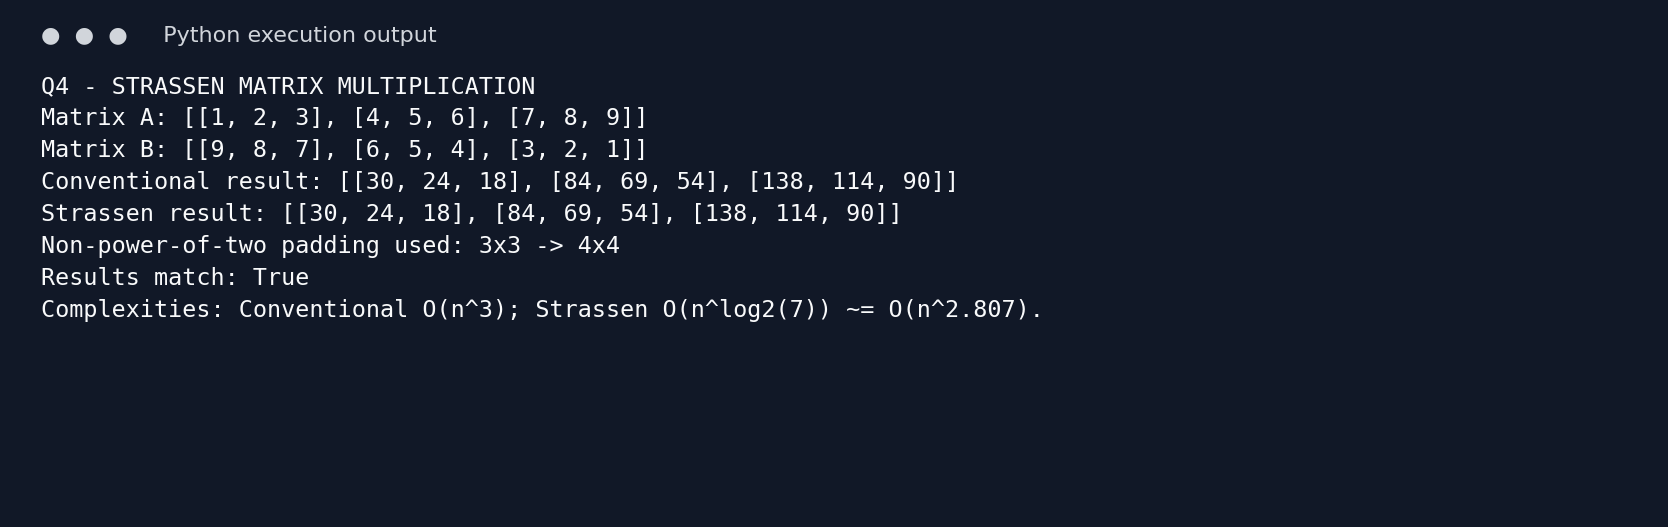 Python execution output
Q4 - STRASSEN MATRIX MULTIPLICATION
Matrix A: [[1, 2, 3], [4, 5, 6], [7, 8, 9]]
Matrix B: [[9, 8, 7], [6, 5, 4], [3, 2, 1]]
Conventional result: [[30, 24, 18], [84, 69, 54], [138, 114, 90]]
Strassen result: [[30, 24, 18], [84, 69, 54], [138, 114, 90]]
Non-power-of-two padding used: 3x3 -> 4x4
Results match: True
Complexities: Conventional O(n^3); Strassen O(n^log2(7)) ~= O(n^2.807).